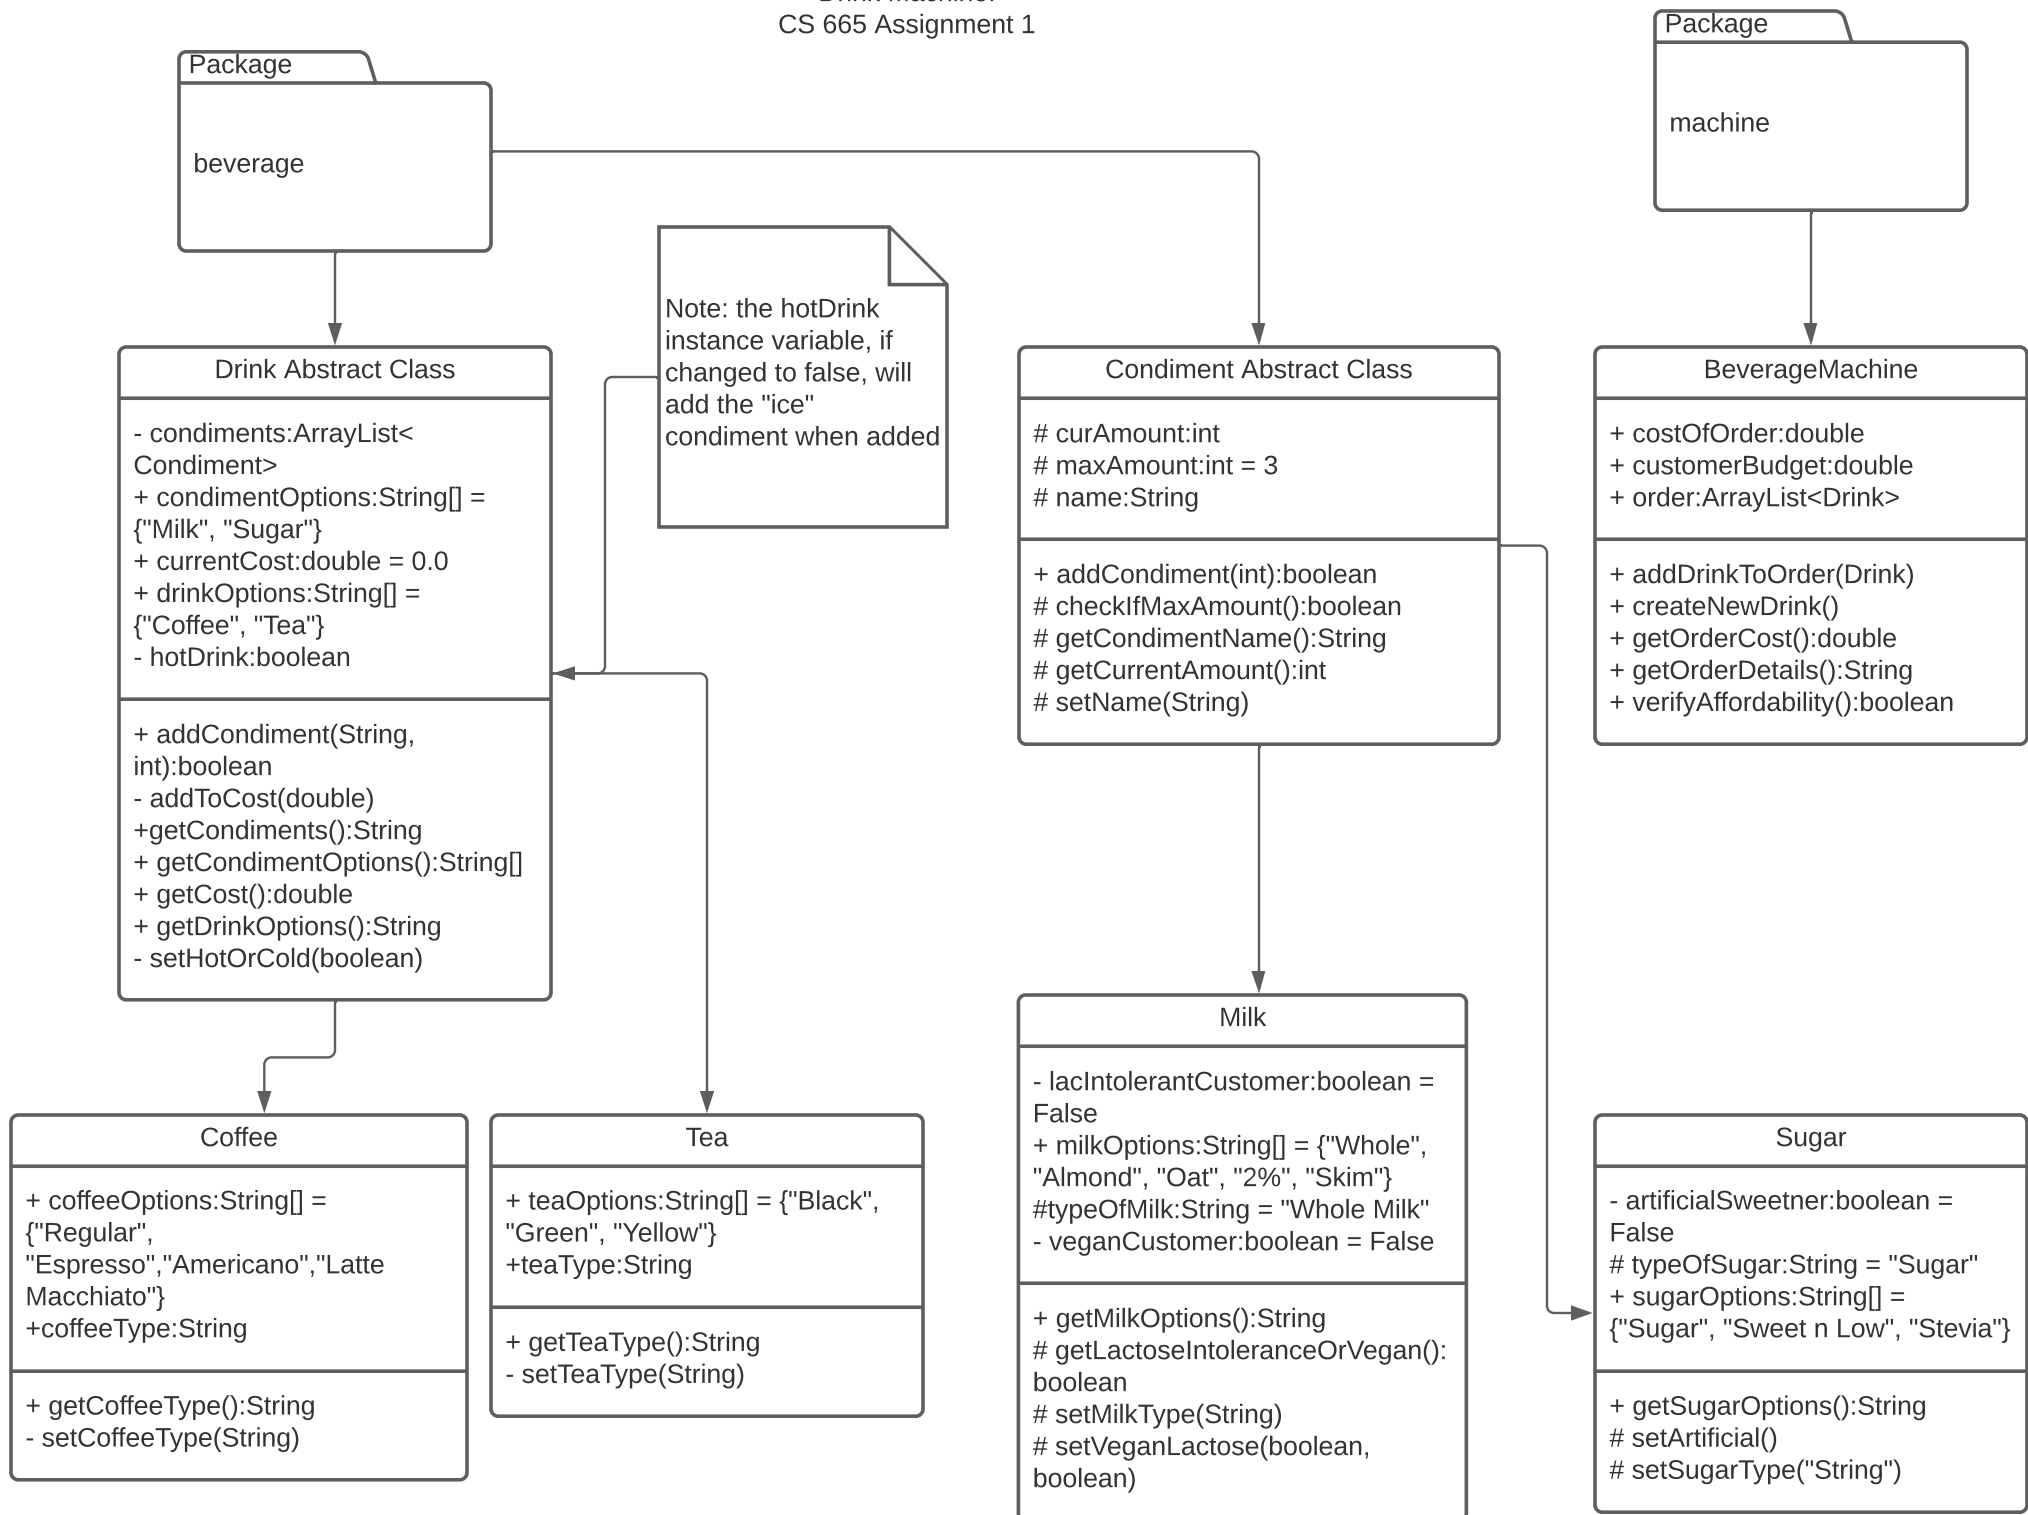 Drink Machine:
CS 665 Assignment 1
Package
beverage
Package
machine
Note: the hotDrink
instance variable, if
changed to false, will
add the "ice"
condiment when added
Drink Abstract Class
- condiments:ArrayList<
Condiment>
+ condimentOptions:String[] =
{"Milk", "Sugar"}
+ currentCost:double = 0.0
+ drinkOptions:String[] =
{"Coffee", "Tea"}
- hotDrink:boolean
+ addCondiment(String,
int):boolean
- addToCost(double)
+getCondiments():String
+ getCondimentOptions():String[]
+ getCost():double
+ getDrinkOptions():String
- setHotOrCold(boolean)
Condiment Abstract Class
# curAmount:int
# maxAmount:int = 3
# name:String
+ addCondiment(int):boolean
# checkIfMaxAmount():boolean
# getCondimentName():String
# getCurrentAmount():int
# setName(String)
BeverageMachine
+ costOfOrder:double
+ customerBudget:double
+ order:ArrayList<Drink>
+ addDrinkToOrder(Drink)
+ createNewDrink()
+ getOrderCost():double
+ getOrderDetails():String
+ verifyAffordability():boolean
Coffee
+ coffeeOptions:String[] =
{"Regular",
"Espresso","Americano","Latte
Macchiato"}
+coffeeType:String
+ getCoffeeType():String
- setCoffeeType(String)
Tea
+ teaOptions:String[] = {"Black",
"Green", "Yellow"}
+teaType:String
+ getTeaType():String
- setTeaType(String)
Milk
- lacIntolerantCustomer:boolean =
False
+ milkOptions:String[] = {"Whole",
"Almond", "Oat", "2%", "Skim"}
#typeOfMilk:String = "Whole Milk"
- veganCustomer:boolean = False
+ getMilkOptions():String
# getLactoseIntoleranceOrVegan():
boolean
# setMilkType(String)
# setVeganLactose(boolean,
boolean)
Sugar
- artificialSweetner:boolean =
False
# typeOfSugar:String = "Sugar"
+ sugarOptions:String[] =
{"Sugar", "Sweet n Low", "Stevia"}
+ getSugarOptions():String
# setArtificial()
# setSugarType("String")